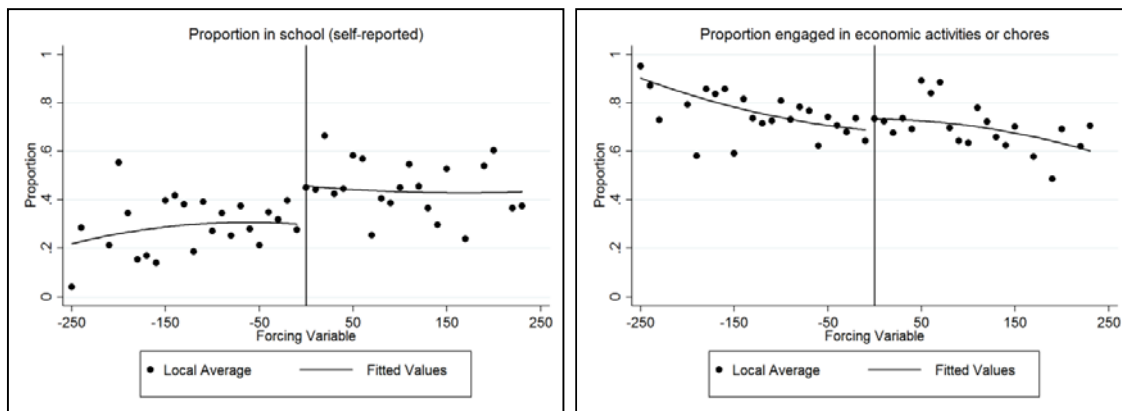 Proportion in school (self-reported)
Proportion
1
.8
.6
.4
.2
0
-250
-150
-50
50
150
250
Forcing Variable
Local Average
Fitted Values
Proportion engaged in economic activities or chores
Proportion
1
.8
.6
.4
.2
0
-250
-150
-50
50
150
250
Forcing Variable
Local Average
Fitted Values